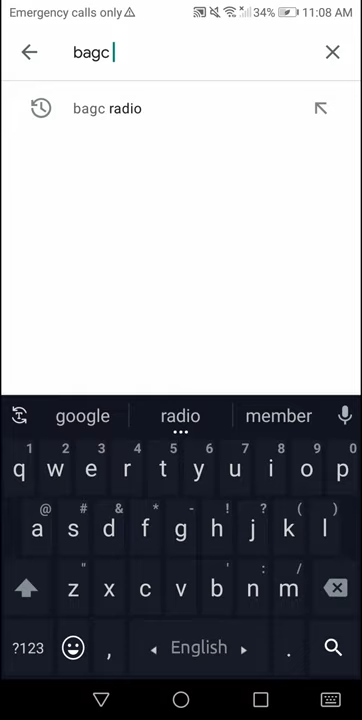 Emergency calls only 34% 11:08 AM
bagc
bagc radio
google radio member
1 2 3 4 5 6 7 8 9 0
q w e r t y u i o p
@ # & * - ! ? ( )
a s d f g h j k l
" ' : /
z x c v b n m
?123 , English .